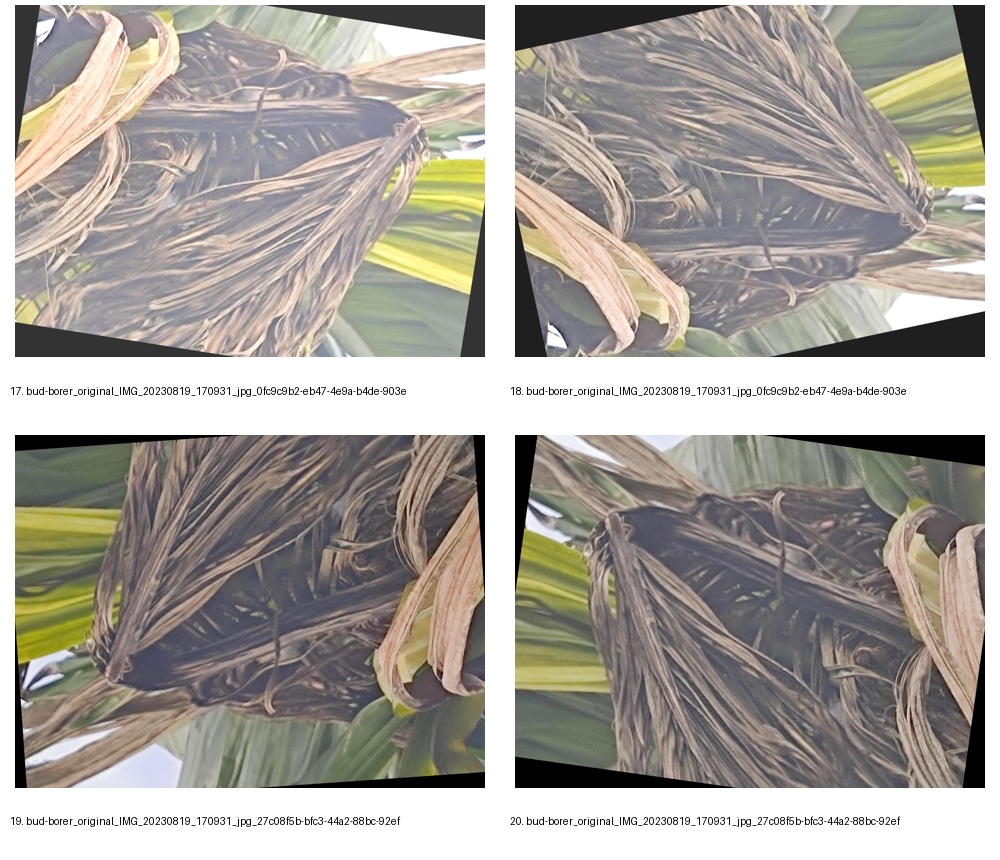 17. bud-borer_original_IMG_20230819_170931_jpg_0fc9c9b2-eb47-4e9a-b4de-903e
18. bud-borer_original_IMG_20230819_170931_jpg_0fc9c9b2-eb47-4e9a-b4de-903e
19. bud-borer_original_IMG_20230819_170931_jpg_27c08f5b-bfc3-44a2-88bc-92ef
20. bud-borer_original_IMG_20230819_170931_jpg_27c08f5b-bfc3-44a2-88bc-92ef